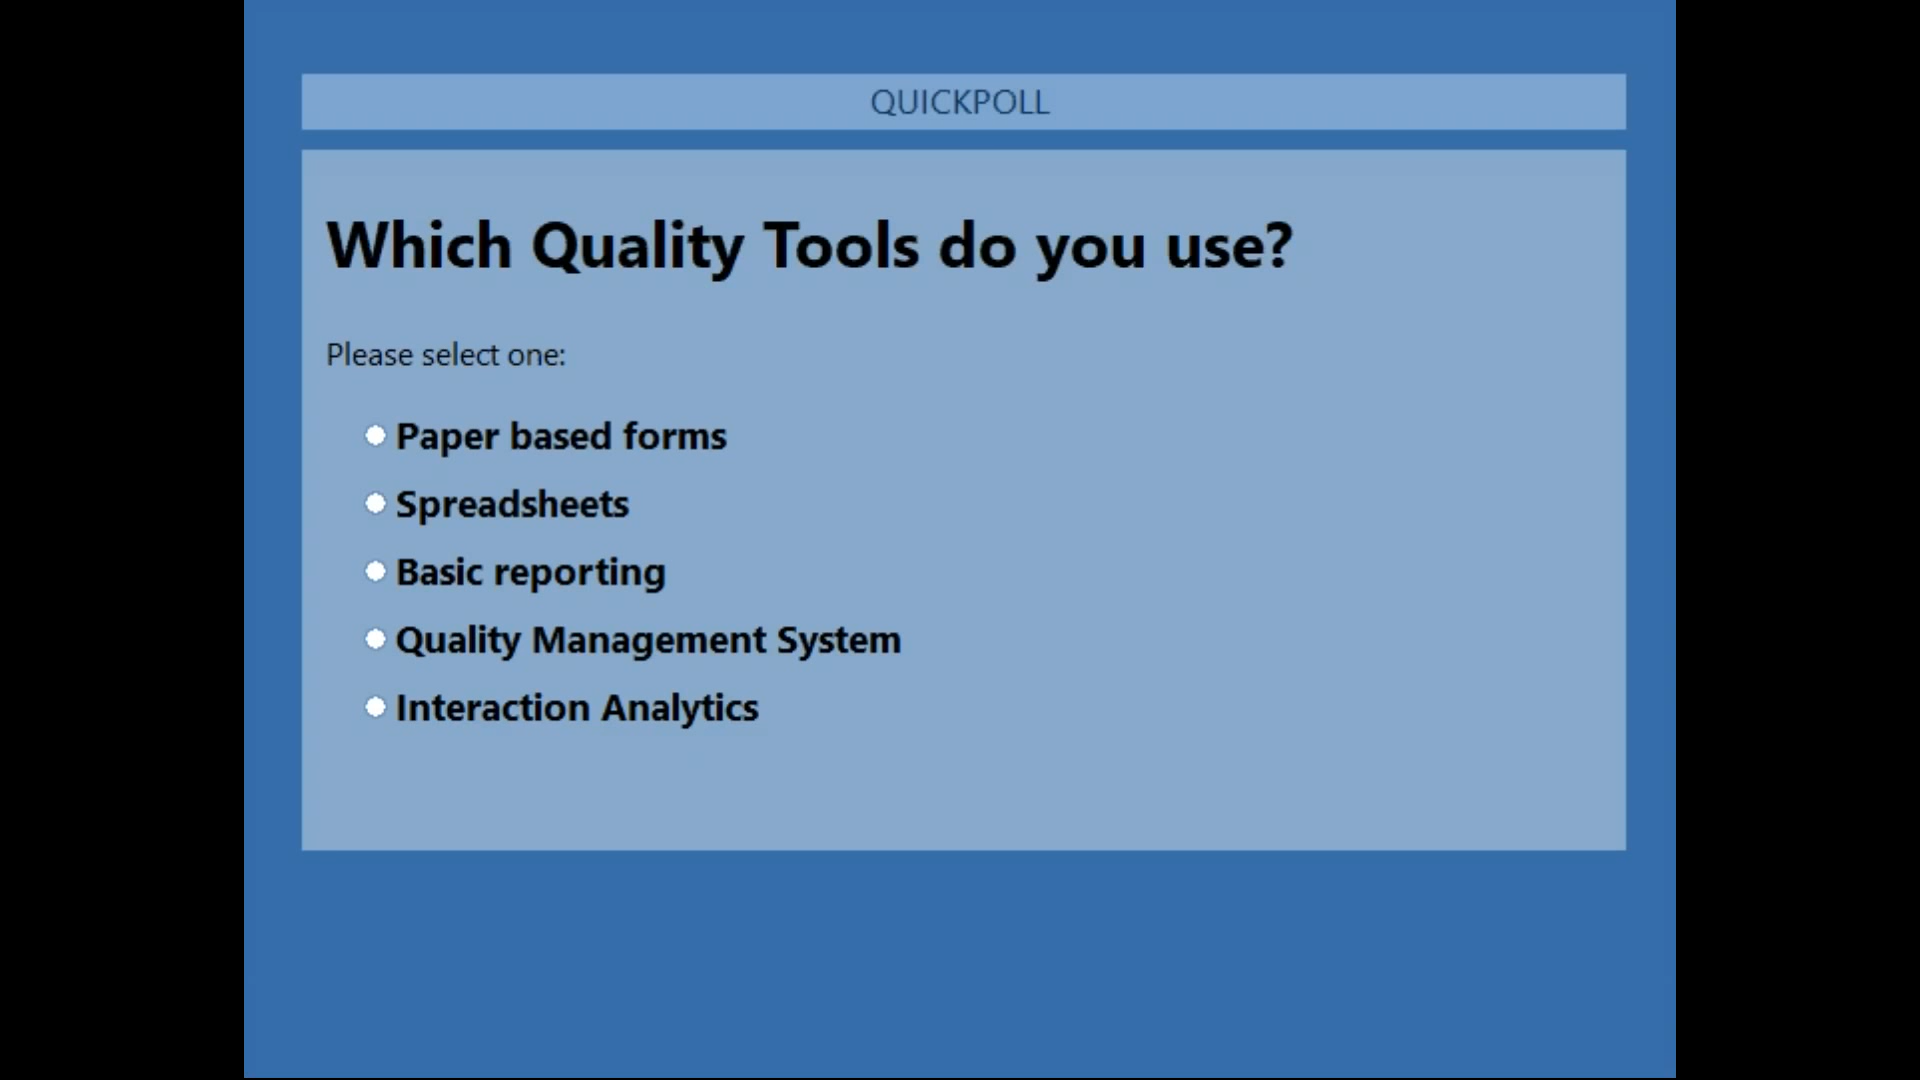 QUICKPOLL
Which Quality Tools do you use?
Please select one:
Paper based forms
Spreadsheets
Basic reporting
Quality Management System
Interaction Analytics